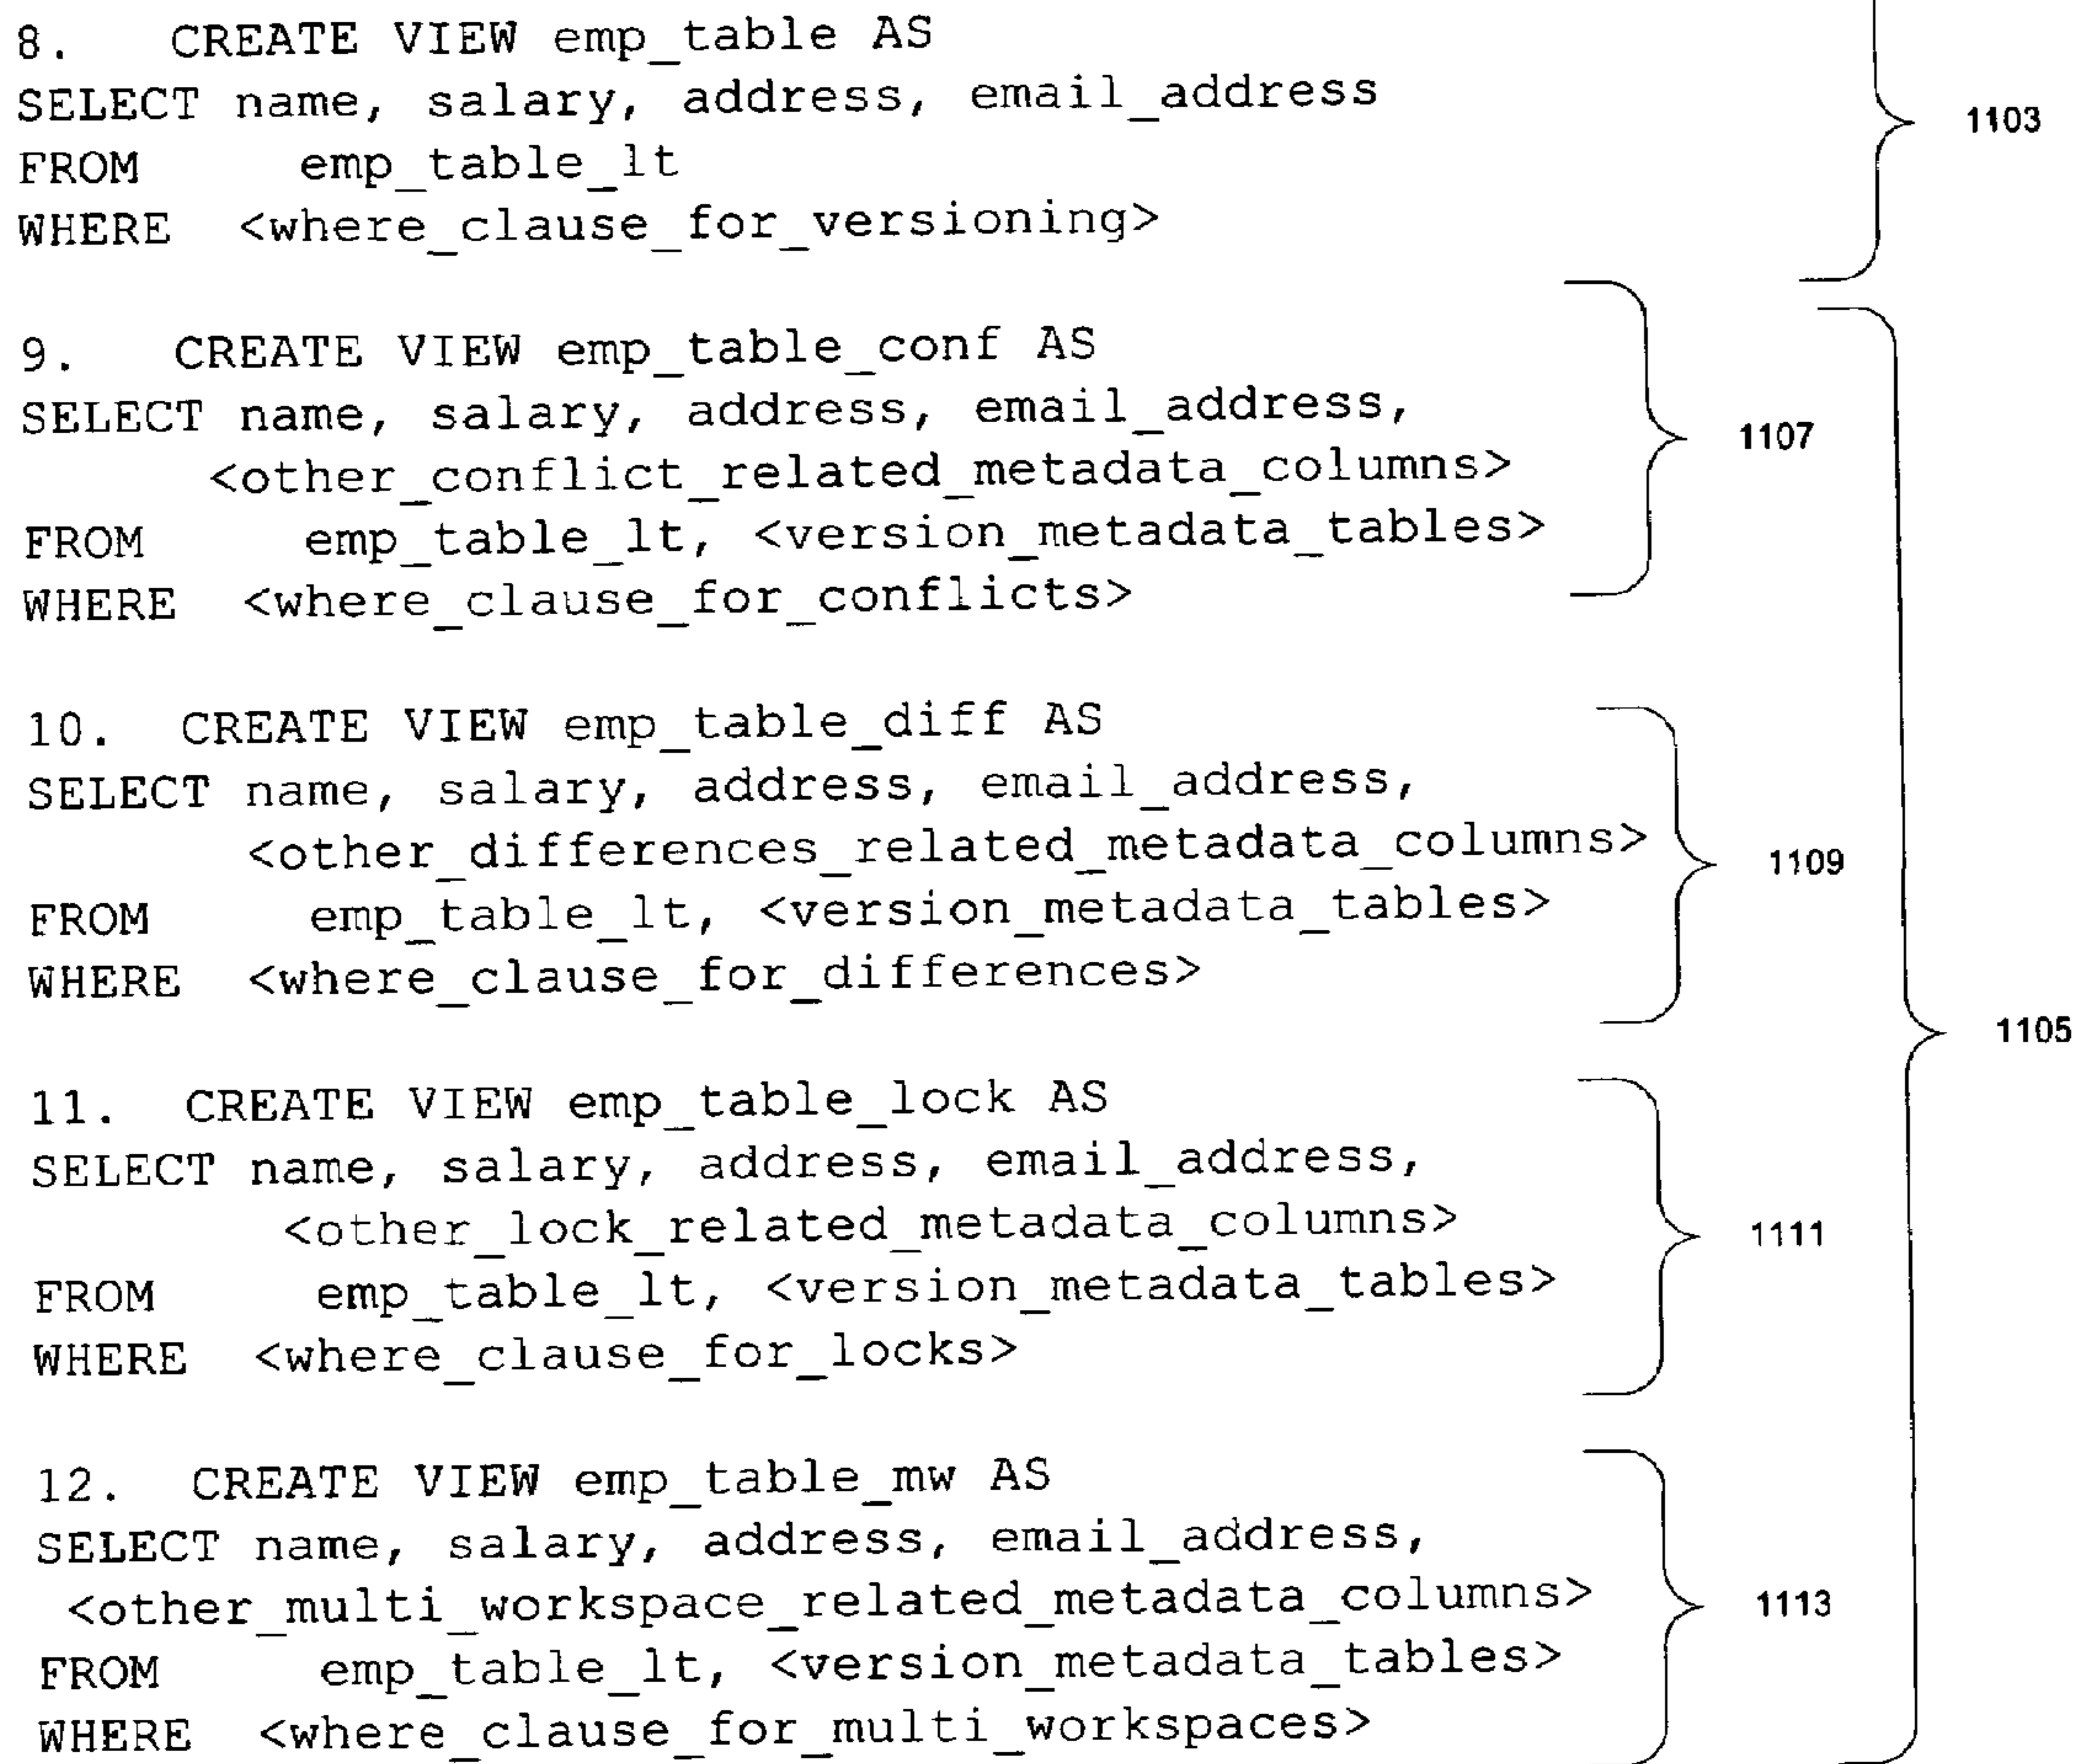 8. CREATE VIEW emp_table AS
SELECT name, salary, address, email_address
1103
FROM emp_table_lt
WHERE <where_clause_for_versioning>
9. CREATE VIEW emp_table_conf AS
SELECT name, salary, address, email_address,
1107
<other_conflict_related_metadata_columns>
FROM emp_table_lt, <version_metadata_tables>
WHERE <where_clause_for_conflicts>
10. CREATE VIEW emp_table_diff AS
SELECT name, salary, address, email_address,
<other_differences_related_metadata_columns>
1109
FROM emp_table_lt, <version_metadata_tables>
WHERE <where_clause_for_differences>
1105
11. CREATE VIEW emp_table_lock AS
SELECT name, salary, address, email_address,
<other_lock_related_metadata_columns>
1111
FROM emp_table_lt, <version_metadata_tables>
WHERE <where_clause_for_locks>
12. CREATE VIEW emp_table_mw AS
SELECT name, salary, address, email_address,
<other_multi_workspace_related_metadata_columns>
1113
FROM emp_table_lt, <version_metadata_tables>
WHERE <where_clause_for_multi_workspaces>